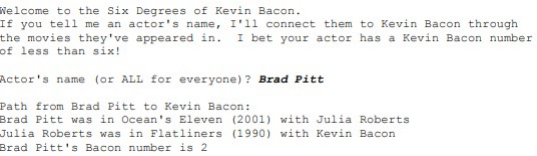 Welcome to the Six Degrees of Kevin Bacon.
If you tell me an actor's name, I'll connect them to Kevin Bacon through
the movies they've appeared in.  I bet your actor has a Kevin Bacon number
of less than six!
Actor's name (or ALL for everyone)? Brad Pitt
Path from Brad Pitt to Kevin Bacon:
Brad Pitt was in Ocean's Eleven (2001) with Julia Roberts
Julia Roberts was in Flatliners (1990) with Kevin Bacon
Brad Pitt's Bacon number is 2